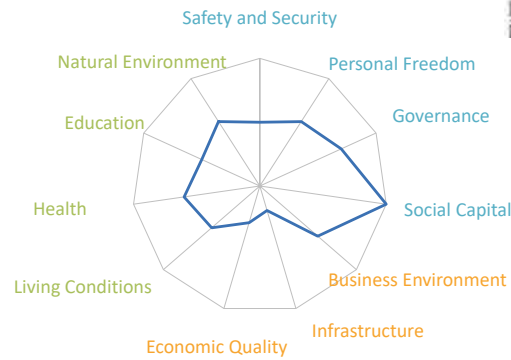 Safety and Security
Natural Environment
Personal Freedom
Education
Governance
Health
Social Capital
Living Conditions
Business Environment
Infrastructure
Economic Quality